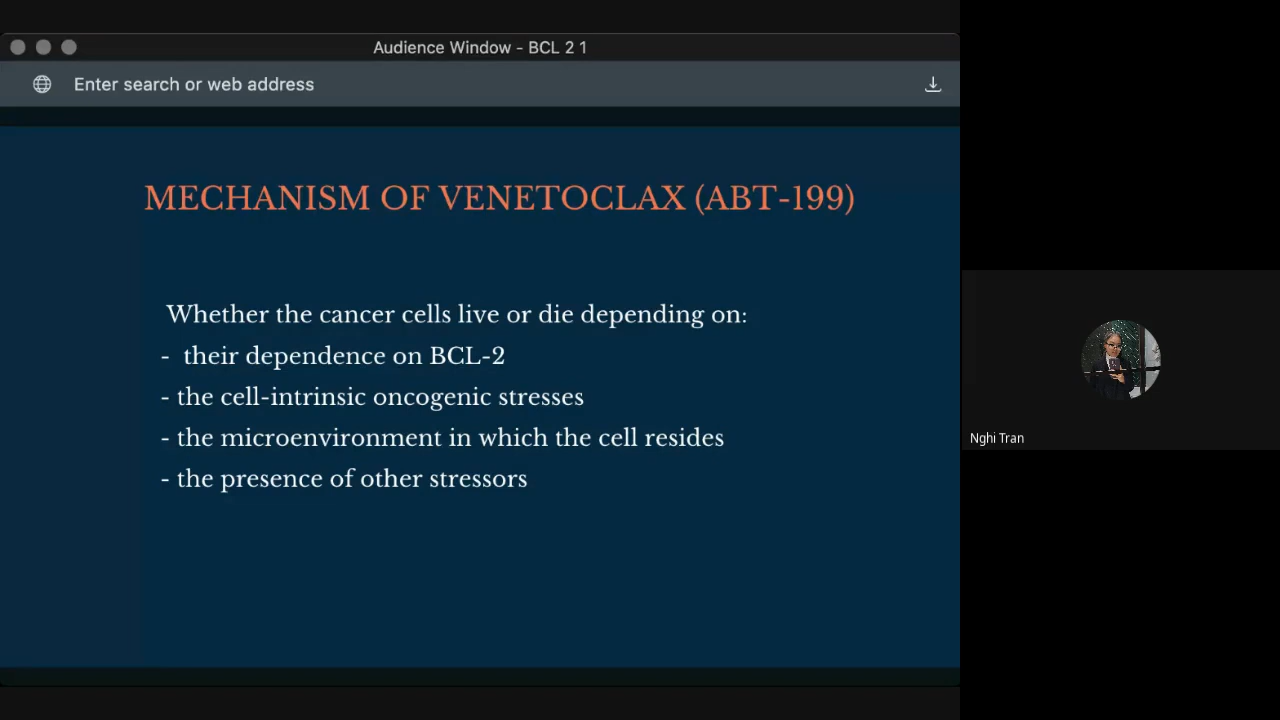 Audience Window - BCL 2 1
Enter search or web address
MECHANISM OF VENETOCLAX (ABT-199)
Whether the cancer cells live or die depending on:
- their dependence on BCL-2
- the cell-intrinsic oncogenic stresses
- the microenvironment in which the cell resides
- the presence of other stressors
Nghi Tran